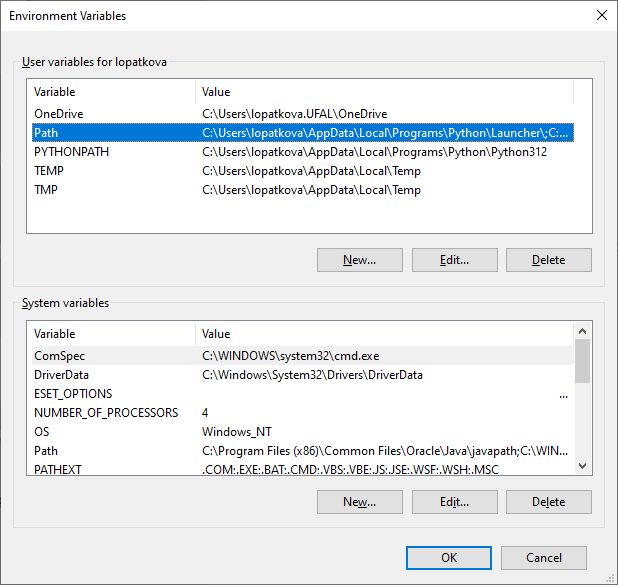 Environment Variables
User variables for lopatkova
Variable Value
OneDrive C:\Users\lopatkova.UFAL\OneDrive
Path C:\Users\lopatkova\AppData\Local\Programs\Python\Launcher\;C:...
PYTHONPATH C:\Users\lopatkova\AppData\Local\Programs\Python\Python312
TEMP C:\Users\lopatkova\AppData\Local\Temp
TMP C:\Users\lopatkova\AppData\Local\Temp
New... Edit... Delete
System variables
Variable Value
ComSpec C:\WINDOWS\system32\cmd.exe
DriverData C:\Windows\System32\Drivers\DriverData
ESET_OPTIONS ...
NUMBER_OF_PROCESSORS 4
OS Windows_NT
Path C:\Program Files (x86)\Common Files\Oracle\Java\javapath;C:\WIN...
PATHEXT .COM;.EXE;.BAT;.CMD;.VBS;.VBE;.JS;.JSE;.WSF;.WSH;.MSC
New... Edit... Delete
OK Cancel